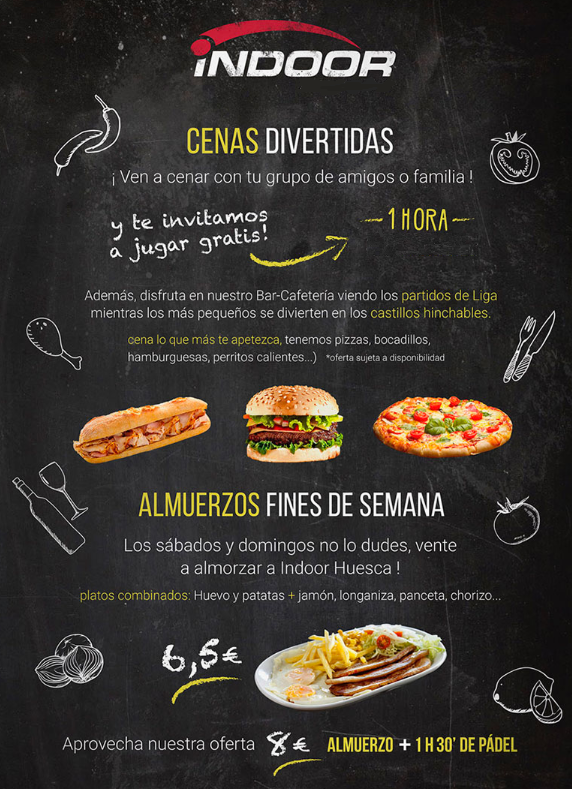 INDOOR
CENAS DIVERTIDAS
¡ Ven a cenar con tu grupo de amigos o familia !
y te invitamos
a jugar gratis!
1 HORA
Además, disfruta en nuestro Bar-Cafetería viendo los partidos de Liga
mientras los más pequeños se divierten en los castillos hinchables.
cena lo que más te apetezca, tenemos pizzas, bocadillos,
hamburguesas, perritos calientes...) *oferta sujeta a disponibilidad
ALMUERZOS FINES DE SEMANA
Los sábados y domingos no lo dudes, vente
a almorzar a Indoor Huesca !
platos combinados: Huevo y patatas + jamón, longaniza, panceta, chorizo...
6,5€
Aprovecha nuestra oferta 8 € ALMUERZO + 1 H 30' DE PÁDEL